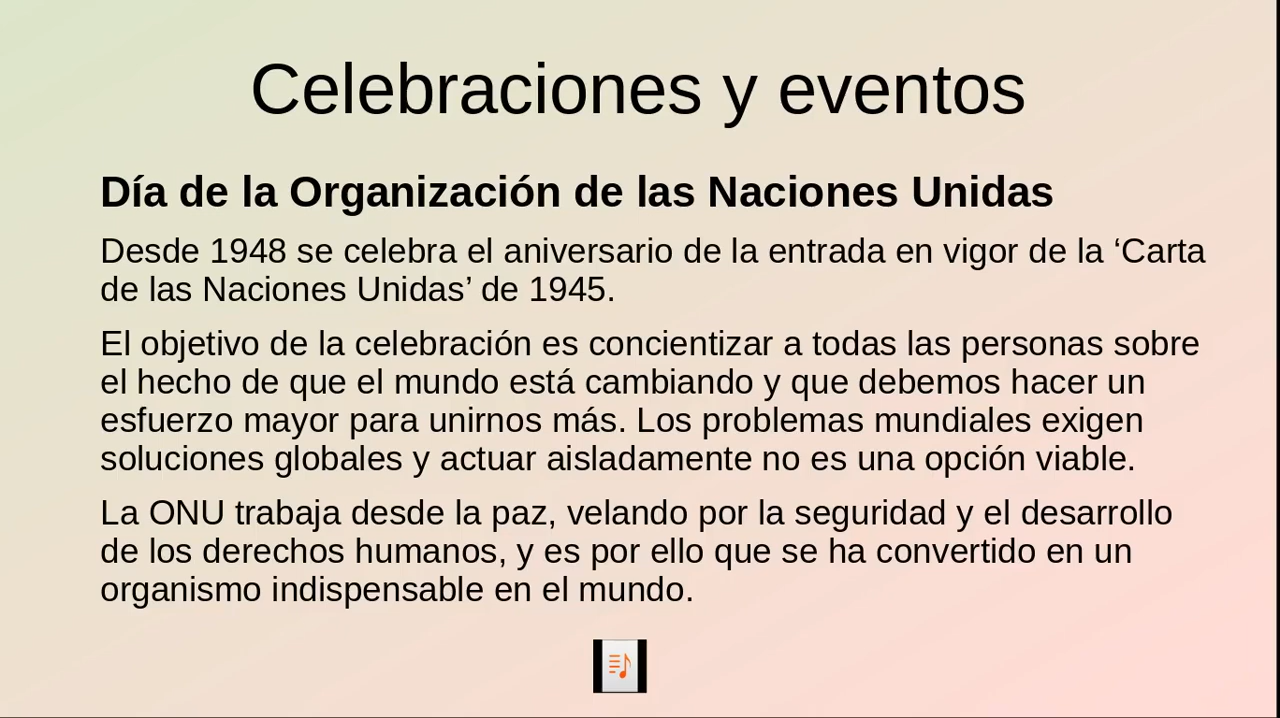 Celebraciones y eventos
Día de la Organización de las Naciones Unidas
Desde 1948 se celebra el aniversario de la entrada en vigor de la ‘Carta
de las Naciones Unidas’ de 1945.
El objetivo de la celebración es concientizar a todas las personas sobre
el hecho de que el mundo está cambiando y que debemos hacer un
esfuerzo mayor para unirnos más. Los problemas mundiales exigen
soluciones globales y actuar aisladamente no es una opción viable.
La ONU trabaja desde la paz, velando por la seguridad y el desarrollo
de los derechos humanos, y es por ello que se ha convertido en un
organismo indispensable en el mundo.